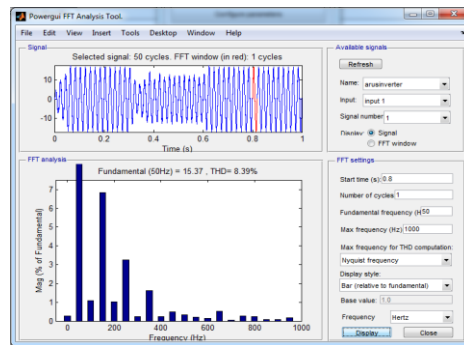 Powergui FFT Analysis Tool.
File Edit View Insert Tools Desktop Window Help
Signal
Selected signal: 50 cycles. FFT window (in red): 1 cycles
10
0
-10
0 0.2 0.4 0.6 0.8 1
Time (s)
FFT analysis
Fundamental (50Hz) = 15.37 , THD= 8.39%
Mag (% of Fundamental)
7
6
5
4
3
2
1
0
0 200 400 600 800 1000
Frequency (Hz)
Available signals
Refresh
Name: arusinverter
Input: input 1
Signal number: 1
Display: Signal
FFT window
FFT settings
Start time (s): 0.8
Number of cycles: 1
Fundamental frequency (H 50
Max frequency (Hz): 1000
Max frequency for THD computation:
Nyquist frequency
Display style:
Bar (relative to fundamental)
Base value: 1.0
Frequency Hertz
Display Close